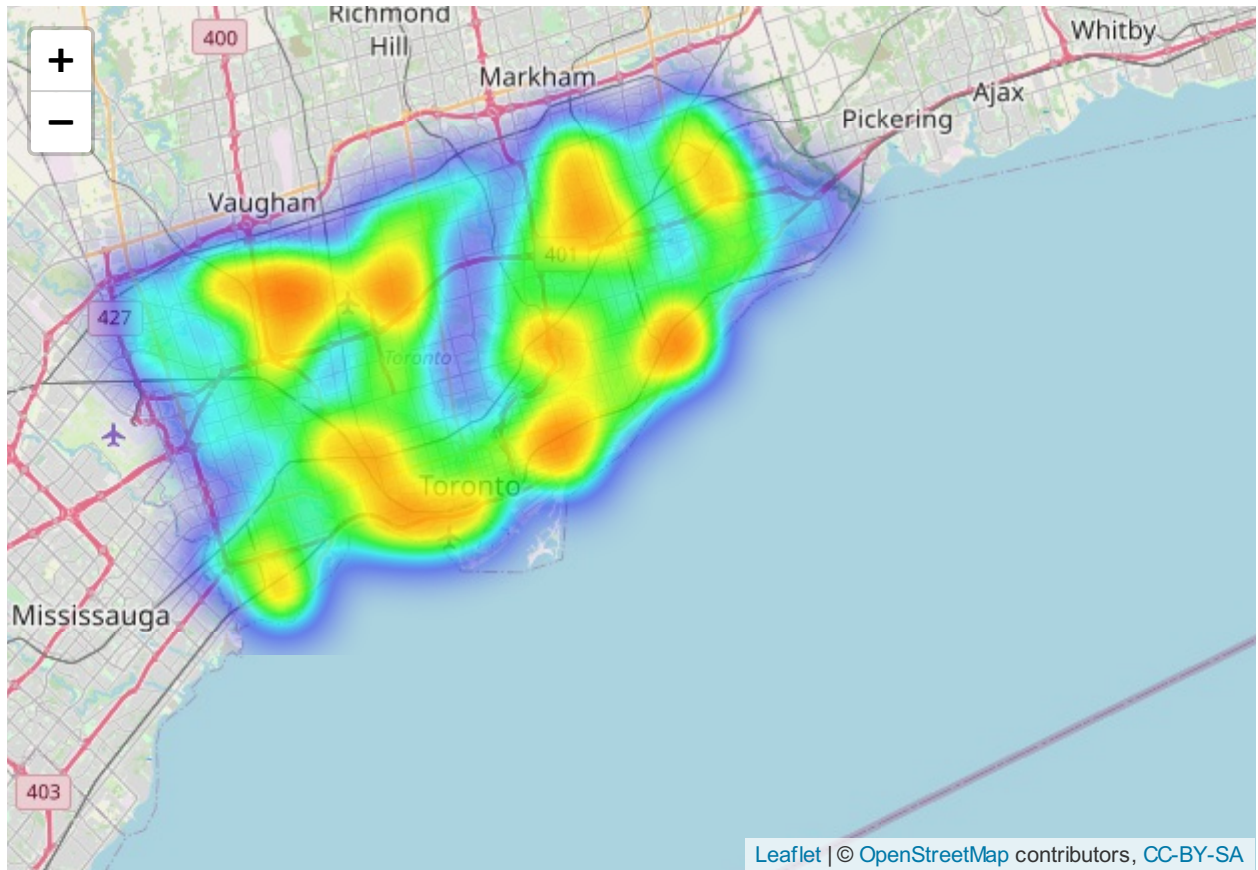 Richmond
Hill
400
Whitby
+
−
Markham
Ajax
Pickering
Vaughan
401
427
Toronto
Toronto
Mississauga
403
Leaflet | © OpenStreetMap contributors, CC-BY-SA